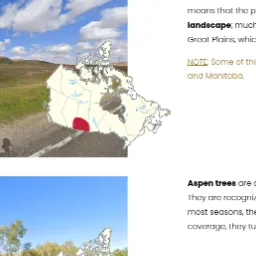 means that the p
landscape; much
Great Plains, whic
NOTE: Some of thi
and Manitoba.
Aspen trees are
They are recogni
most seasons, the
coverage, they tu